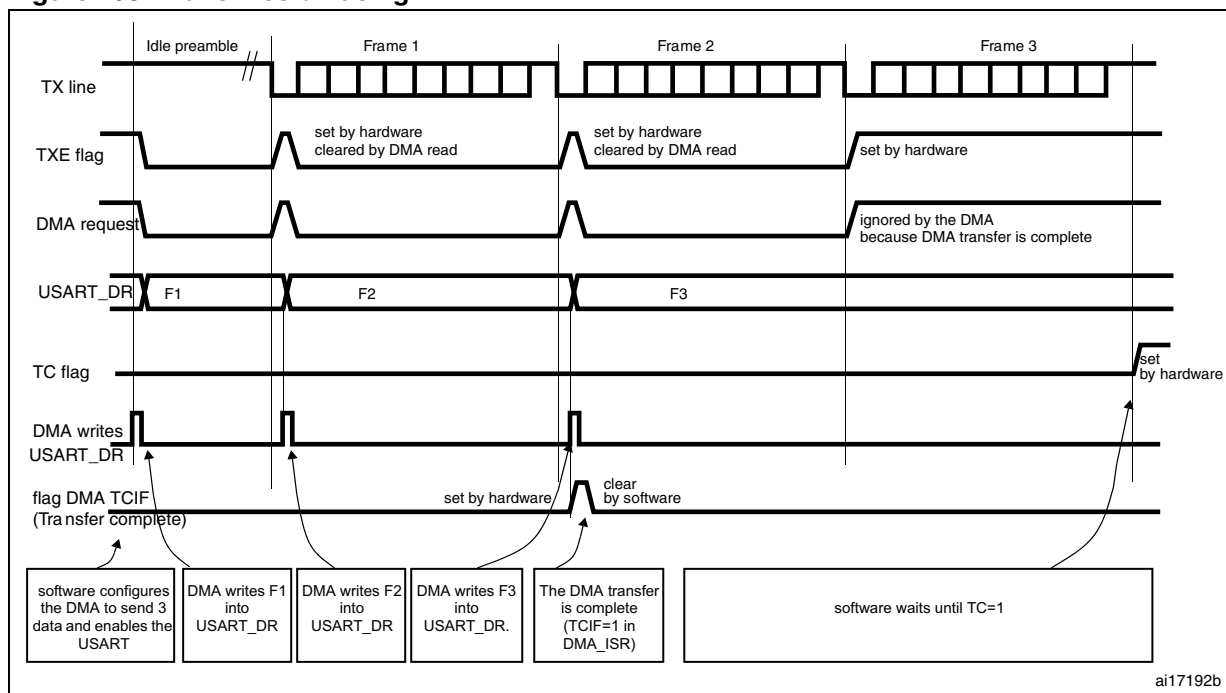 Idle preamble
Frame 1
Frame 2
Frame 3
TX line
TXE flag
set by hardware
cleared by DMA read
set by hardware
cleared by DMA read
set by hardware
DMA request
ignored by the DMA
because DMA transfer is complete
USART_DR
F1
F2
F3
TC flag
set
by hardware
DMA writes
USART_DR
flag DMA TCIF
(Transfer complete)
set by hardware
clear
by software
software configures
the DMA to send 3
data and enables the
USART
DMA writes F1
into
USART_DR
DMA writes F2
into
USART_DR
DMA writes F3
into
USART_DR.
The DMA transfer
is complete
(TCIF=1 in
DMA_ISR)
software waits until TC=1
ai17192b